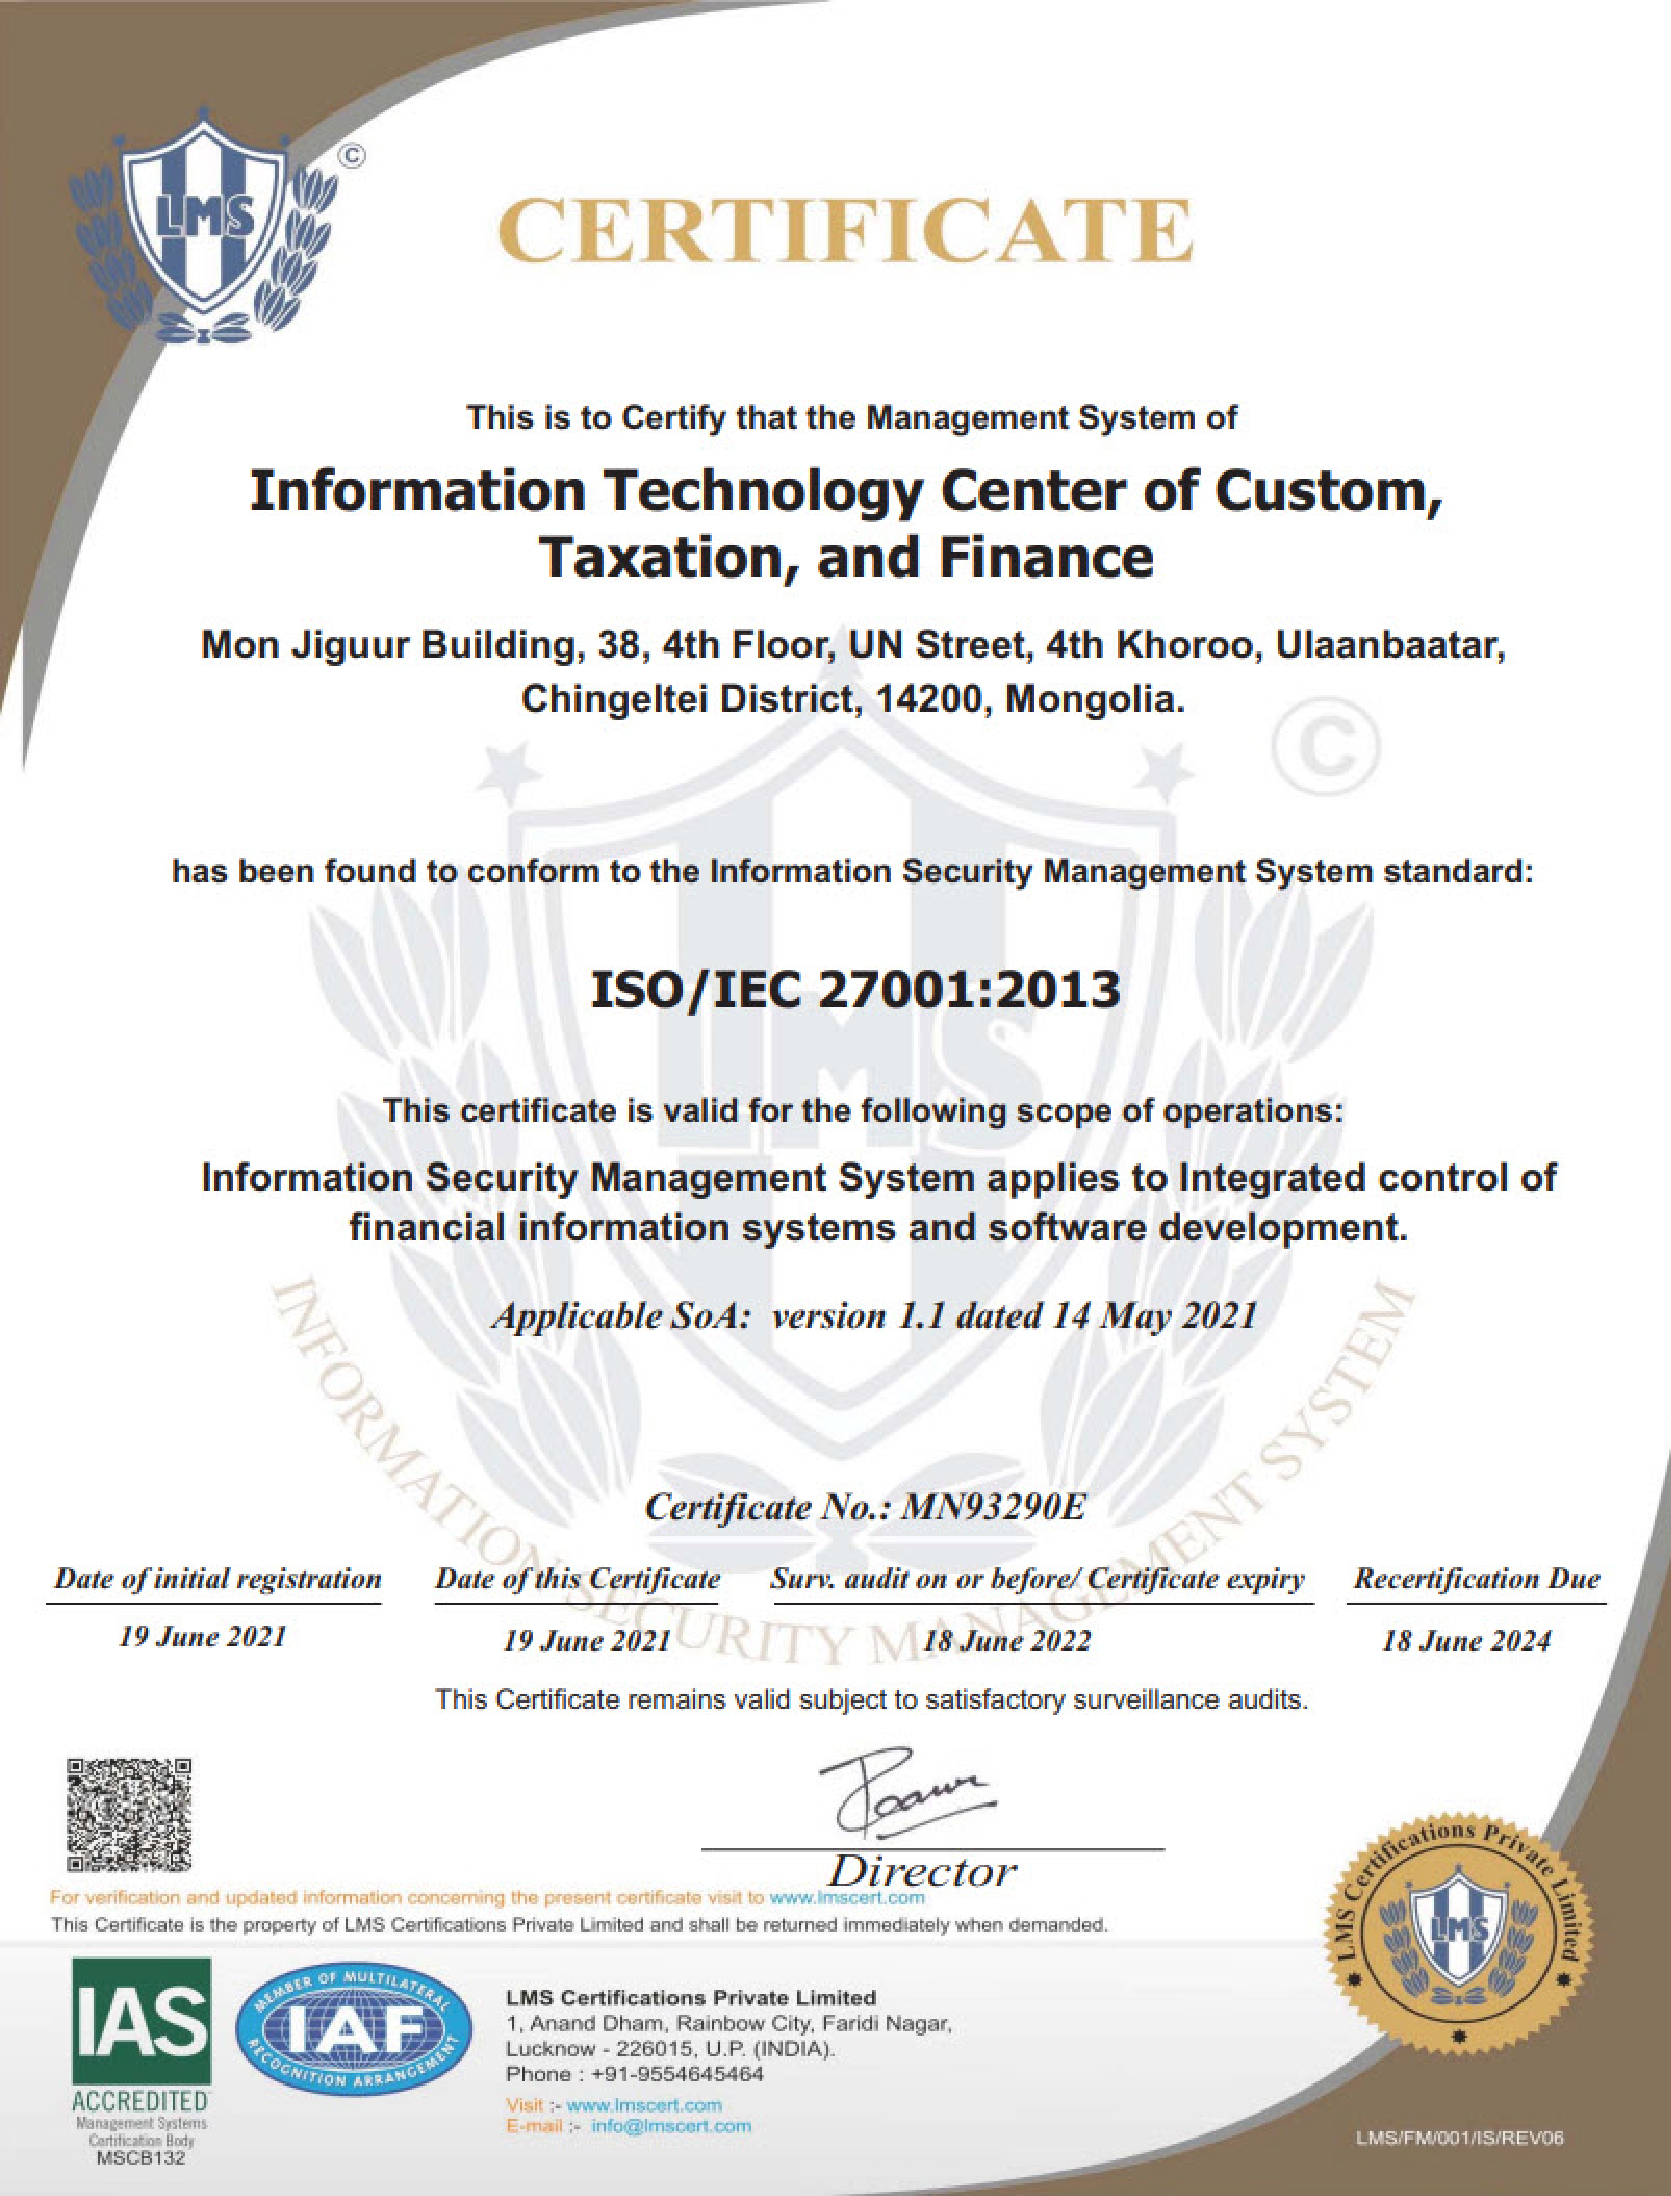 LMS
©
CERTIFICATE
This is to Certify that the Management System of
Information Technology Center of Custom,
Taxation, and Finance
Mon Jiguur Building, 38, 4th Floor, UN Street, 4th Khoroo, Ulaanbaatar,
Chingeltei District, 14200, Mongolia.
©
has been found to conform to the Information Security Management System standard:
ISO/IEC 27001:2013
LMS
This certificate is valid for the following scope of operations:
Information Security Management System applies to Integrated control of
financial information systems and software development.
Applicable SoA: version 1.1 dated 14 May 2021
INFORMATION SECURITY MANAGEMENT SYSTEM
Certificate No.: MN93290E
Date of initial registration Date of this Certificate Surv. audit on or before/ Certificate expiry Recertification Due
19 June 2021 19 June 2021 18 June 2022 18 June 2024
This Certificate remains valid subject to satisfactory surveillance audits.
Director
For verification and updated information concerning the present certificate visit to www.lmscert.com
This Certificate is the property of LMS Certifications Private Limited and shall be returned immediately when demanded.
LMS Certifications Private Limited
LMS
IAS
ACCREDITED
Management Systems
Certification Body
MSCB132
MEMBER OF MULTILATERAL
IAF
RECOGNITION ARRANGEMENT
LMS Certifications Private Limited
1, Anand Dham, Rainbow City, Faridi Nagar,
Lucknow - 226015, U.P. (INDIA).
Phone : +91-9554645464
Visit :- www.lmscert.com
E-mail :- info@lmscert.com
LMS/FM/001/IS/REV06